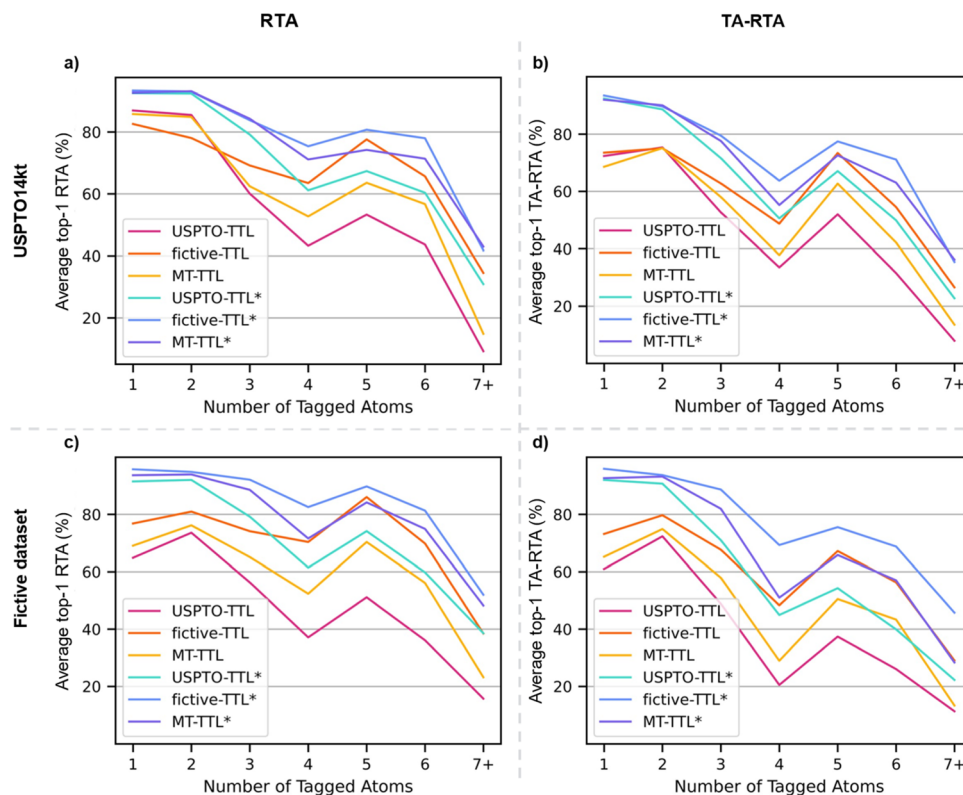 RTA
TA-RTA
USPTO14kt
a)
Average top-1 RTA (%)
80
60
40
20
USPTO-TTL
fictive-TTL
MT-TTL
USPTO-TTL*
fictive-TTL*
MT-TTL*
1 2 3 4 5 6 7+
Number of Tagged Atoms
b)
Average top-1 TA-RTA (%)
80
60
40
20
USPTO-TTL
fictive-TTL
MT-TTL
USPTO-TTL*
fictive-TTL*
MT-TTL*
1 2 3 4 5 6 7+
Number of Tagged Atoms
Fictive dataset
c)
Average top-1 RTA (%)
80
60
40
20
USPTO-TTL
fictive-TTL
MT-TTL
USPTO-TTL*
fictive-TTL*
MT-TTL*
1 2 3 4 5 6 7+
Number of Tagged Atoms
d)
Average top-1 TA-RTA (%)
80
60
40
20
USPTO-TTL
fictive-TTL
MT-TTL
USPTO-TTL*
fictive-TTL*
MT-TTL*
1 2 3 4 5 6 7+
Number of Tagged Atoms